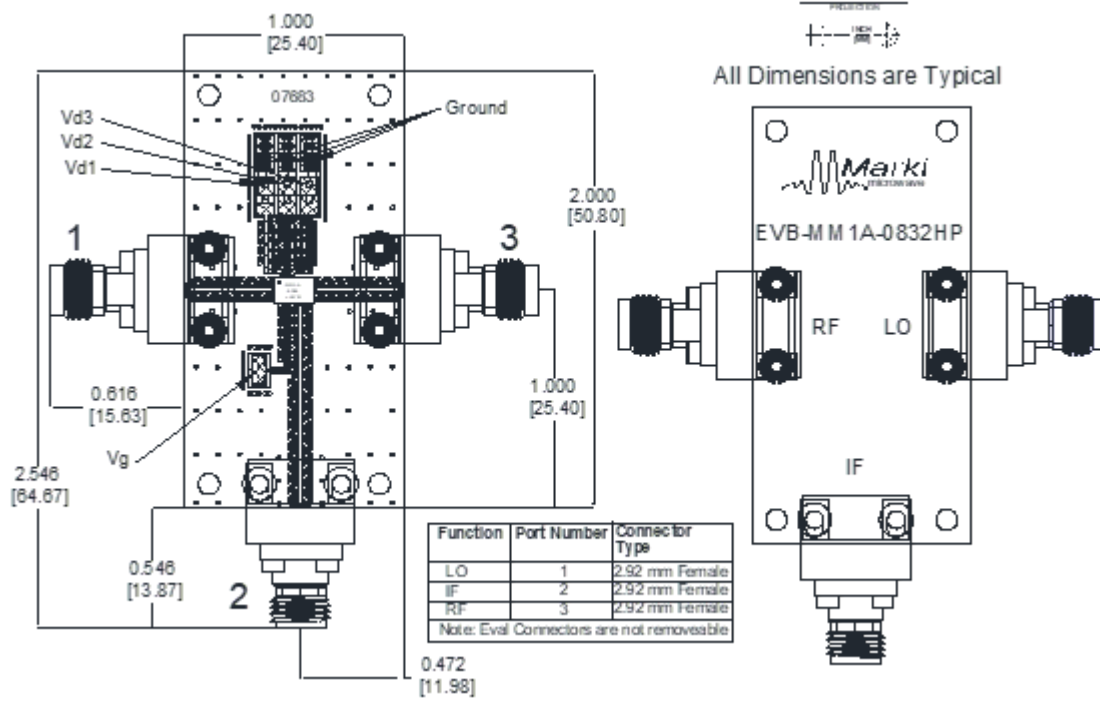 PROJECTION
INCH
[MM]
All Dimensions are Typical
1.000
[25.40]
07683
Vd3
Vd2
Vd1
Ground
2.000
[50.80]
1
3
0.616
[15.63]
1.000
[25.40]
Vg
2.546
[64.67]
0.546
[13.87]
2
0.472
[11.98]
Function Port Number Connector Type
LO 1 2.92 mm Female
IF 2 2.92 mm Female
RF 3 2.92 mm Female
Note: Eval Connectors are not removeable
Marki
microwave
EVB-MM1A-0832HP
RF LO
IF